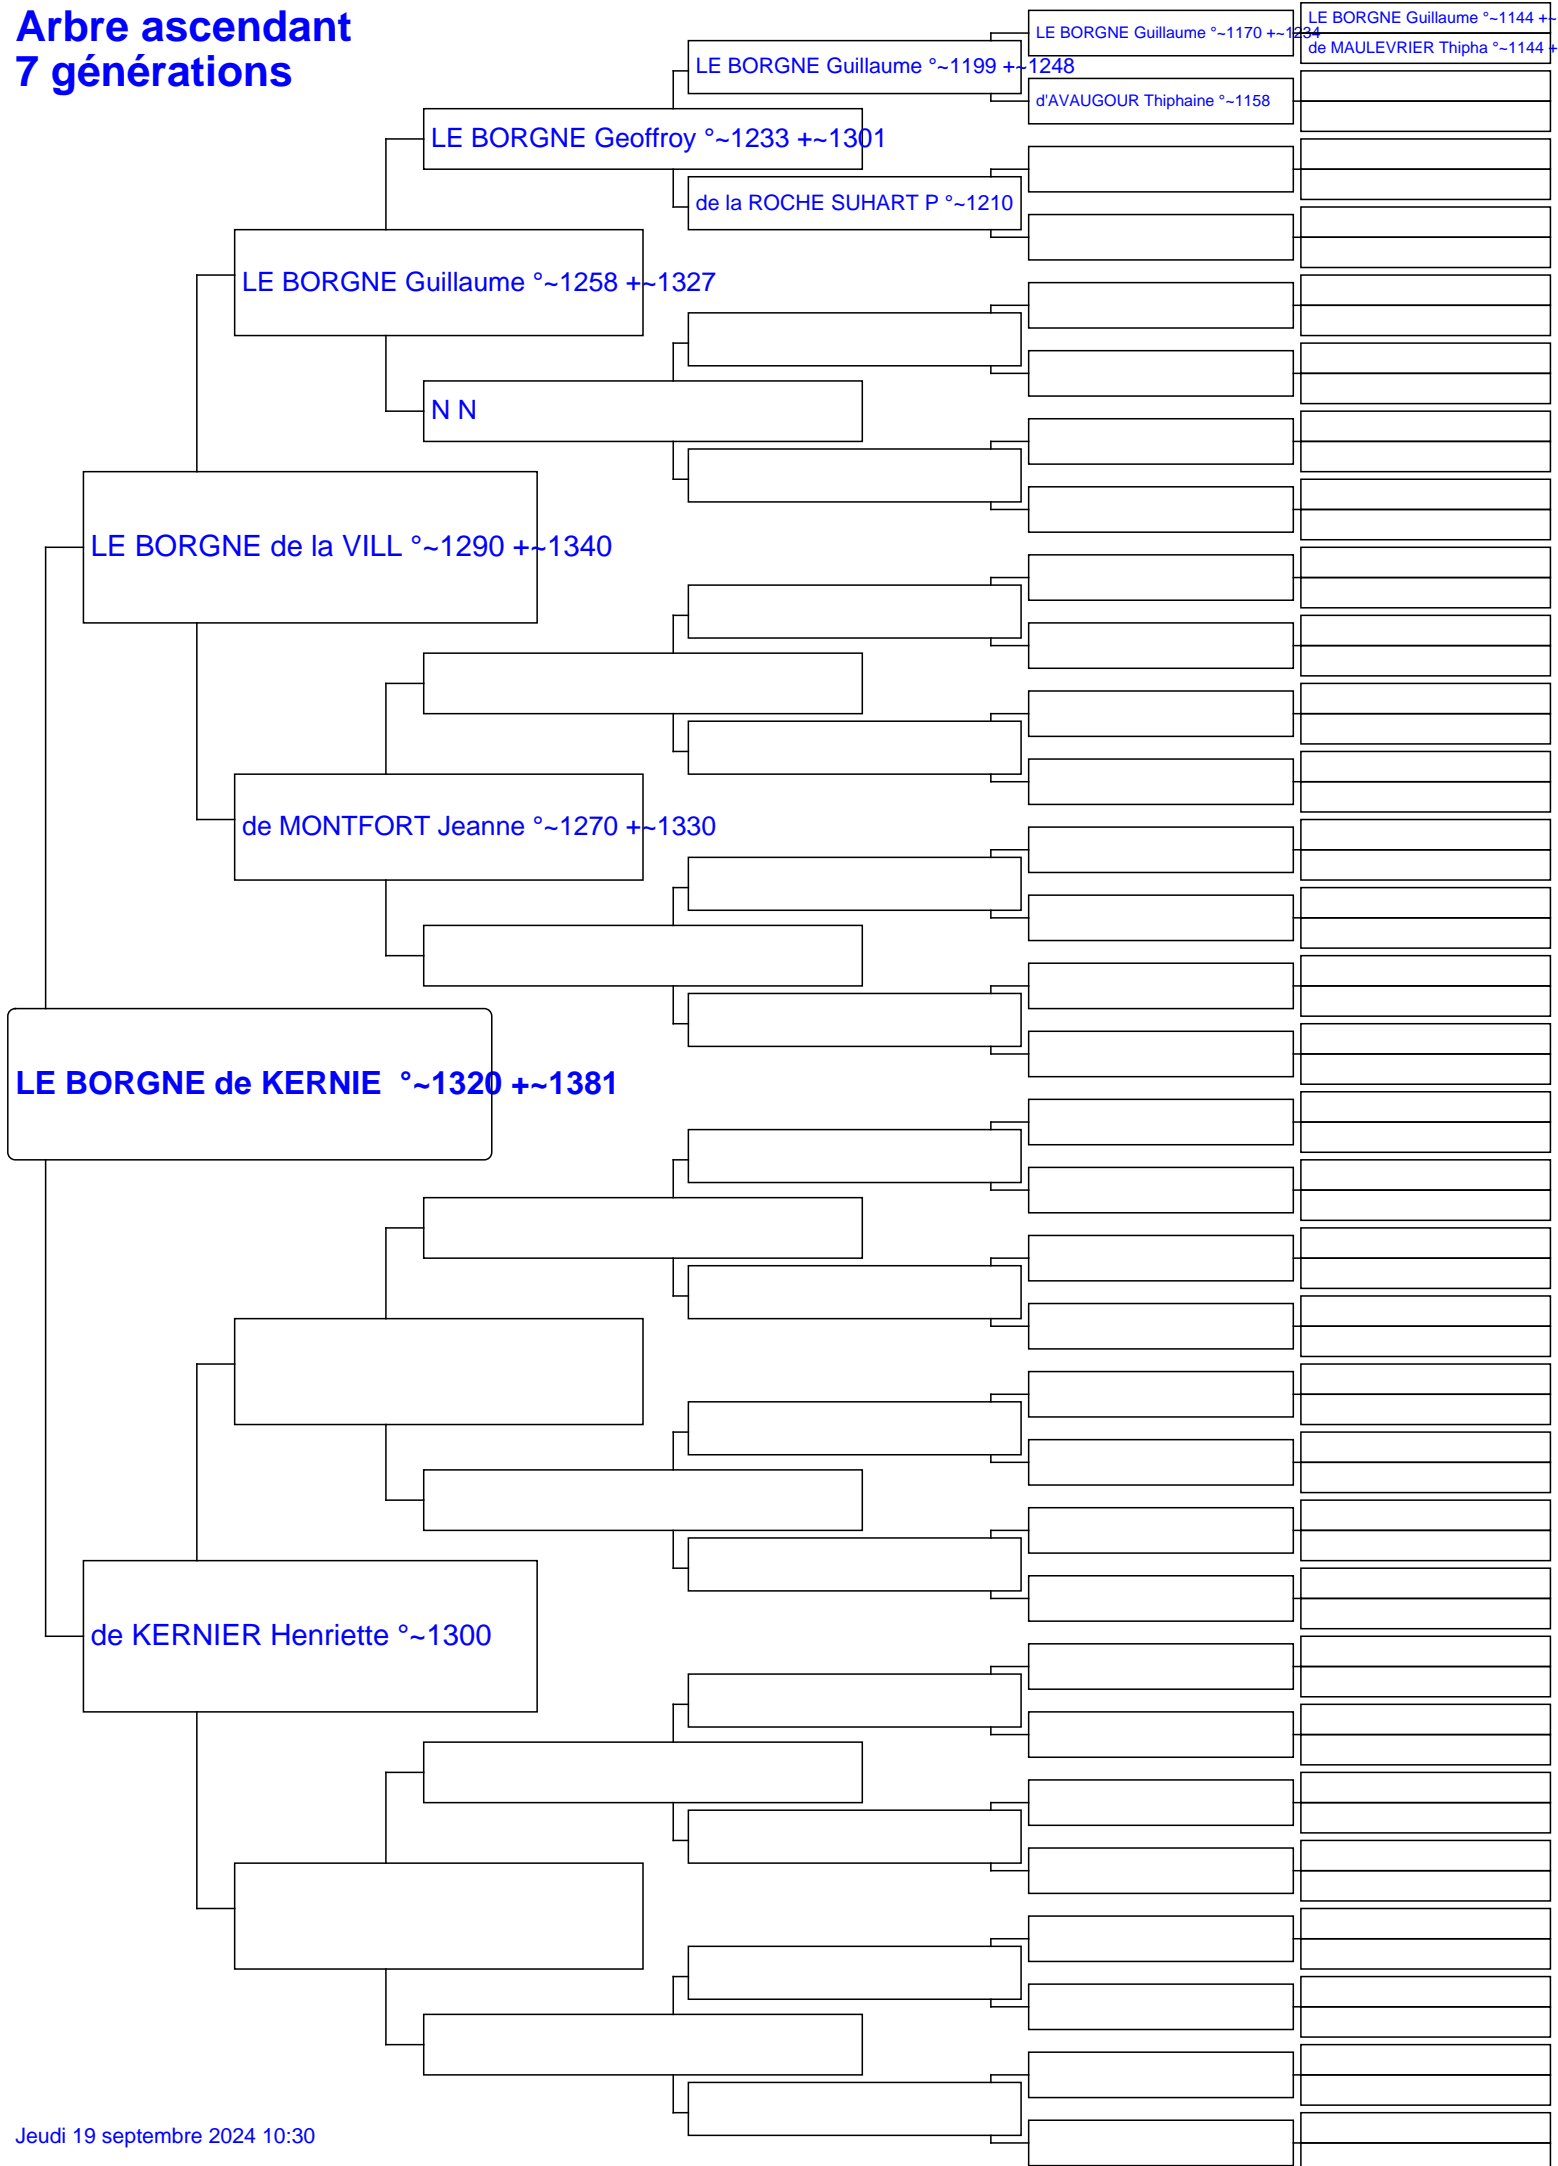 Arbre ascendant
7 générations
LE BORGNE Guillaume °~1144 +~
LE BORGNE Guillaume °~1170 +~1234
de MAULEVRIER Thipha °~1144 +
LE BORGNE Guillaume °~1199 +~1248
d'AVAUGOUR Thiphaine °~1158
LE BORGNE Geoffroy °~1233 +~1301
de la ROCHE SUHART P °~1210
LE BORGNE Guillaume °~1258 +~1327
N N
LE BORGNE de la VILL °~1290 +~1340
de MONTFORT Jeanne °~1270 +~1330
LE BORGNE de KERNIE °~1320 +~1381
de KERNIER Henriette °~1300
Jeudi 19 septembre 2024 10:30